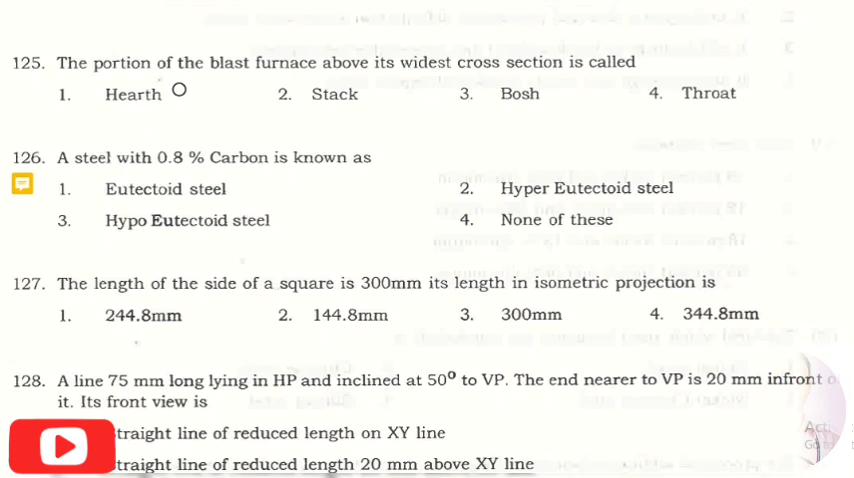 125. The portion of the blast furnace above its widest cross section is called
1. Hearth 2. Stack 3. Bosh 4. Throat
126. A steel with 0.8 % Carbon is known as
1. Eutectoid steel 2. Hyper Eutectoid steel
3. Hypo Eutectoid steel 4. None of these
127. The length of the side of a square is 300mm its length in isometric projection is
1. 244.8mm 2. 144.8mm 3. 300mm 4. 344.8mm
128. A line 75 mm long lying in HP and inclined at 50° to VP. The end nearer to VP is 20 mm infront
it. Its front view is
traight line of reduced length on XY line
traight line of reduced length 20 mm above XY line